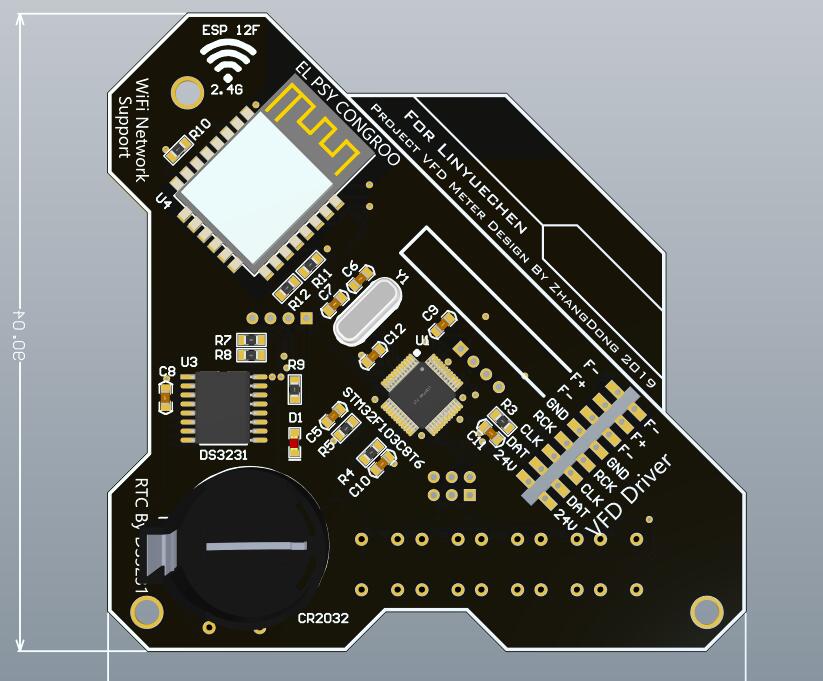 ESP 12F
2.4G
EL PSY CONGROO
WiFi Network
Support
R10
U4
FOR LINYUECHEN
PROJECT VFD METER DESIGN BY ZHANGDONG 2019
R12
R11
C7
C6
Y1
C12
C9
U1
R7
R8
U3
C8
R9
D1
DS3231
C5
R5
STM32F103C8T6
R4
C10
R3
C11
F-
F+
F-
GND
RCK
CLK
DAT
24V
F-
F+
F-
GND
RCK
CLK
DAT
24V
VFD Driver
RTC By DS3231
CR2032
90.04